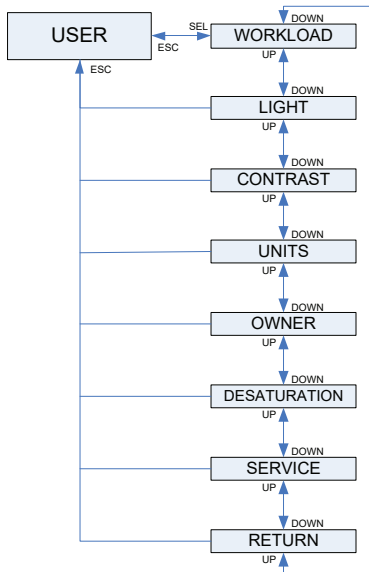 DOWN
USER
SEL
WORKLOAD
ESC
UP
ESC
DOWN
LIGHT
UP
DOWN
CONTRAST
UP
DOWN
UNITS
UP
DOWN
OWNER
UP
DOWN
DESATURATION
UP
DOWN
SERVICE
UP
DOWN
RETURN
UP